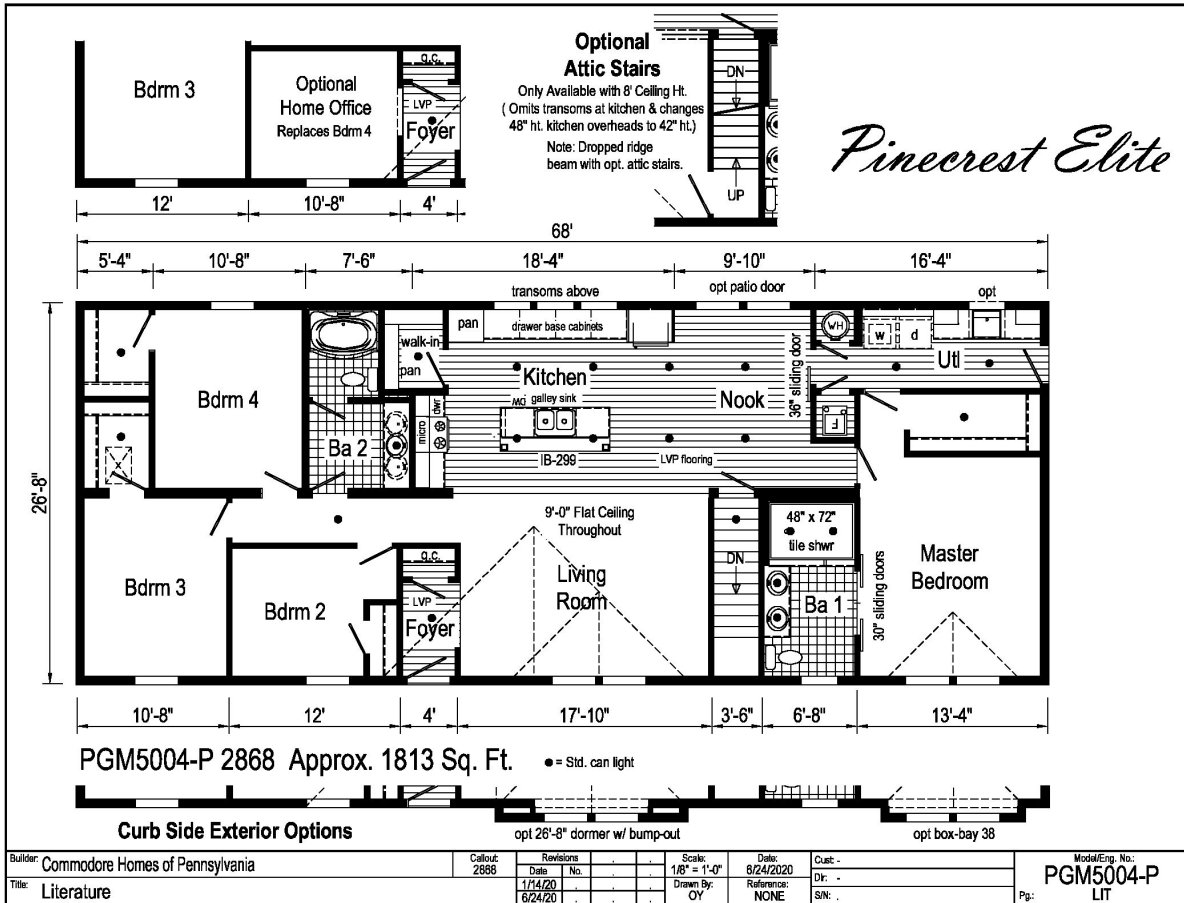 Bdrm 3
Optional
Home Office
Replaces Bdrm 4
g.c.
LVP
Foyer
12'
10'-8"
4'
Optional
Attic Stairs
Only Available with 8' Ceiling Ht.
( Omits transoms at kitchen & changes
48" ht. kitchen overheads to 42" ht.)
Note: Dropped ridge
beam with opt. attic stairs.
DN
UP
Pinecrest Elite
68'
5'-4"
10'-8"
7'-6"
18'-4"
9'-10"
16'-4"
transoms above
opt patio door
opt
pan
drawer base cabinets
WH
w
d
walk-in
pan
Kitchen
Utl
36" sliding door
Bdrm 4
Nook
galley sink
dwr
micro
F
Ba 2
IB-299
LVP flooring
x
26'-8"
9'-0" Flat Ceiling
Throughout
48" x 72"
tile shwr
g.c.
DN
Master
Bedroom
Living
Room
Bdrm 3
Bdrm 2
LVP
Foyer
Ba 1
30" sliding doors
10'-8"
12'
4'
17'-10"
3'-6"
6'-8"
13'-4"
PGM5004-P 2868 Approx. 1813 Sq. Ft.
● = Std. can light
Curb Side Exterior Options
opt 26'-8" dormer w/ bump-out
opt box-bay 38
Builder: Commodore Homes of Pennsylvania
Title: Literature
Callout:
2868
Revisions
Date No.
1/14/20
6/24/20
Scale:
1/8" = 1'-0"
Drawn By:
OY
Date:
6/24/2020
Reference:
NONE
Cust -
Dlr: -
S/N: .
Model/Eng. No.:
PGM5004-P
Pg.: LIT